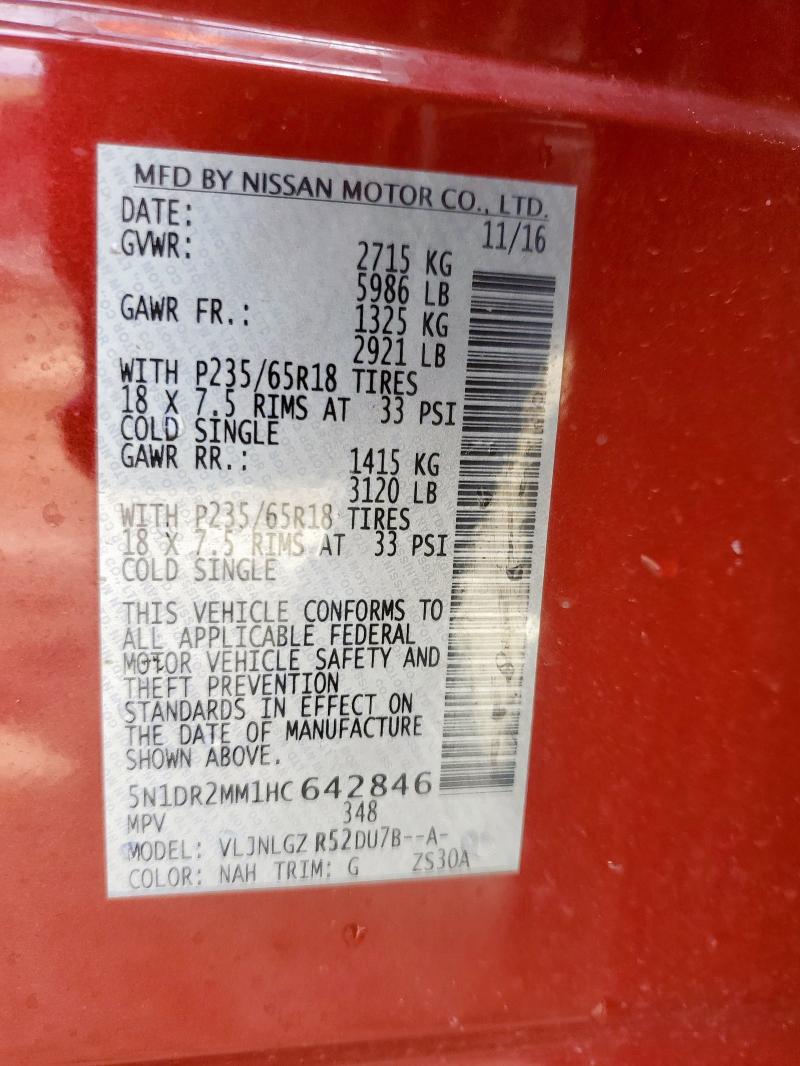 MFD BY NISSAN MOTOR CO., LTD.
DATE: 11/16
GVWR: 2715 KG
5986 LB
GAWR FR.: 1325 KG
2921 LB
WITH P235/65R18 TIRES
18 X 7.5 RIMS AT 33 PSI
COLD SINGLE
GAWR RR.: 1415 KG
3120 LB
WITH P235/65R18 TIRES
18 X 7.5 RIMS AT 33 PSI
COLD SINGLE
THIS VEHICLE CONFORMS TO
ALL APPLICABLE FEDERAL
MOTOR VEHICLE SAFETY AND
THEFT PREVENTION
STANDARDS IN EFFECT ON
THE DATE OF MANUFACTURE
SHOWN ABOVE.
5N1DR2MM1HC642846
MPV 348
MODEL: VLJNLGZ R52DU7B--A-
COLOR: NAH TRIM: G ZS30A